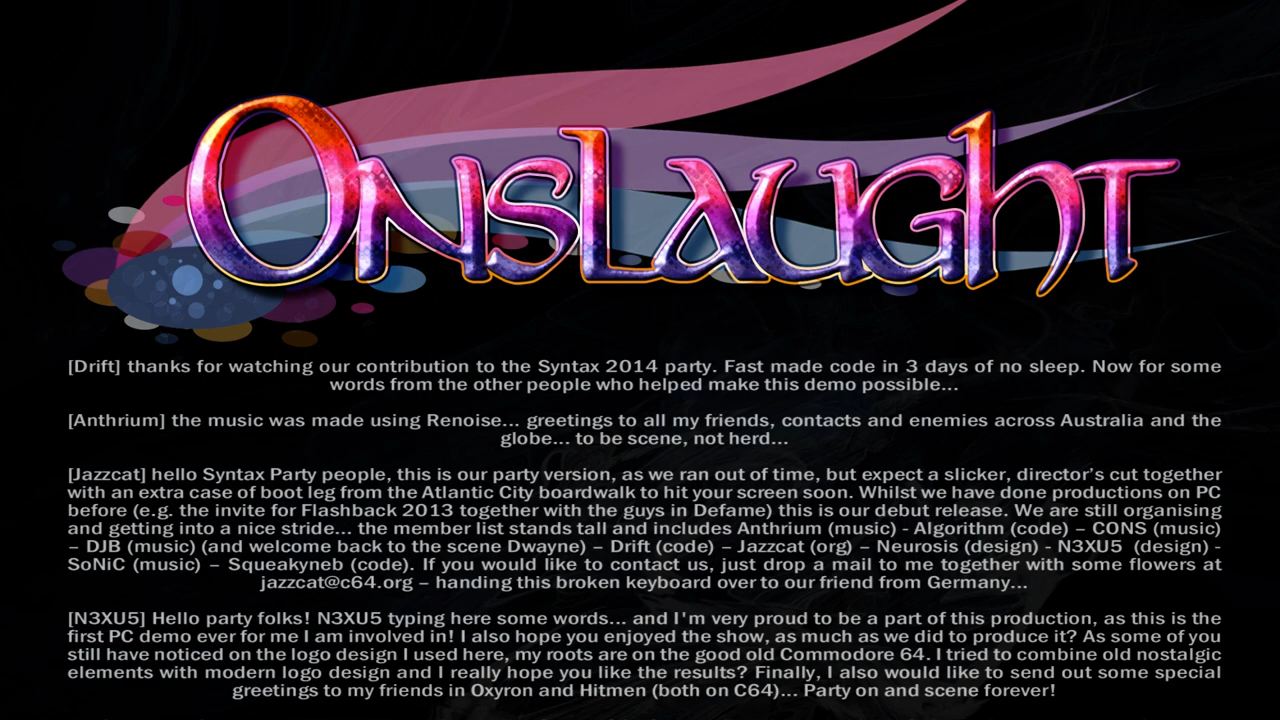 Onslaught
[Drift] thanks for watching our contribution to the Syntax 2014 party. Fast made code in 3 days of no sleep. Now for some
words from the other people who helped make this demo possible...
[Anthrium] the music was made using Renoise... greetings to all my friends, contacts and enemies across Australia and the
globe... to be scene, not herd...
[Jazzcat] hello Syntax Party people, this is our party version, as we ran out of time, but expect a slicker, director's cut together
with an extra case of boot leg from the Atlantic City boardwalk to hit your screen soon. Whilst we have done productions on PC
before (e.g. the invite for Flashback 2013 together with the guys in Defame) this is our debut release. We are still organising
and getting into a nice stride... the member list stands tall and includes Anthrium (music) - Algorithm (code) – CONS (music)
– DJB (music) (and welcome back to the scene Dwayne) – Drift (code) – Jazzcat (org) – Neurosis (design) - N3XU5 (design) -
SoNiC (music) – Squeakyneb (code). If you would like to contact us, just drop a mail to me together with some flowers at
jazzcat@c64.org – handing this broken keyboard over to our friend from Germany...
[N3XU5] Hello party folks! N3XU5 typing here some words... and I'm very proud to be a part of this production, as this is the
first PC demo ever for me I am involved in! I also hope you enjoyed the show, as much as we did to produce it? As some of you
still have noticed on the logo design I used here, my roots are on the good old Commodore 64. I tried to combine old nostalgic
elements with modern logo design and I really hope you like the results? Finally, I also would like to send out some special
greetings to my friends in Oxyron and Hitmen (both on C64)... Party on and scene forever!